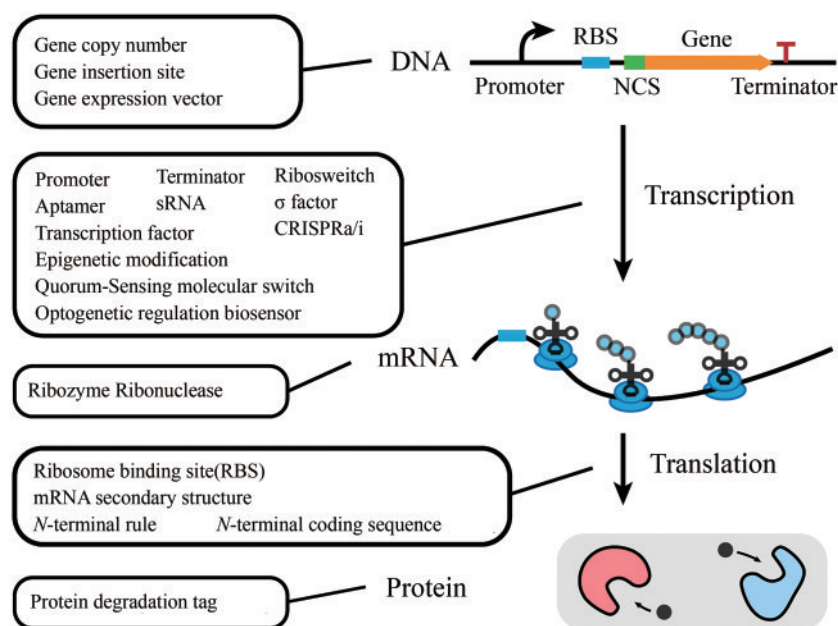 Gene copy number
Gene insertion site
Gene expression vector
DNA
RBS
Gene
Promoter
NCS
Terminator
Promoter Terminator Ribosweitch
Aptamer sRNA σ factor
Transcription factor CRISPRa/i
Epigenetic modification
Quorum-Sensing molecular switch
Optogenetic regulation biosensor
Transcription
mRNA
Ribozyme Ribonuclease
Ribosome binding site(RBS)
mRNA secondary structure
N-terminal rule N-terminal coding sequence
Translation
Protein
Protein degradation tag